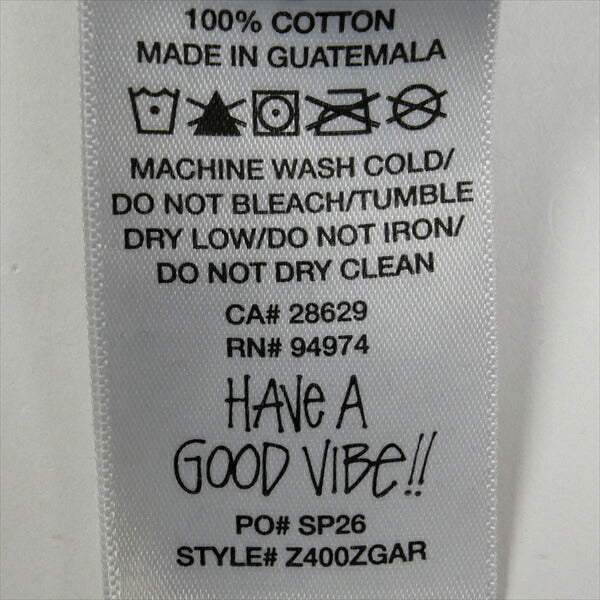 100% COTTON
MADE IN GUATEMALA
MACHINE WASH COLD/
DO NOT BLEACH/TUMBLE
DRY LOW/DO NOT IRON/
DO NOT DRY CLEAN
CA# 28629
RN# 94974
HAVe A
GOOD VIBe!!
PO# SP26
STYLE# Z400ZGAR